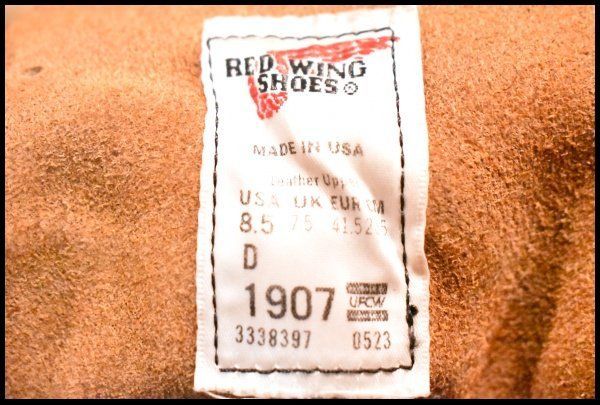 RED WING
SHOES®
MADE IN USA
Leather Upper
USA UK EUR CM
8.5 7.5 41.5 26.5
D
1907 UFCW
3338397 0523